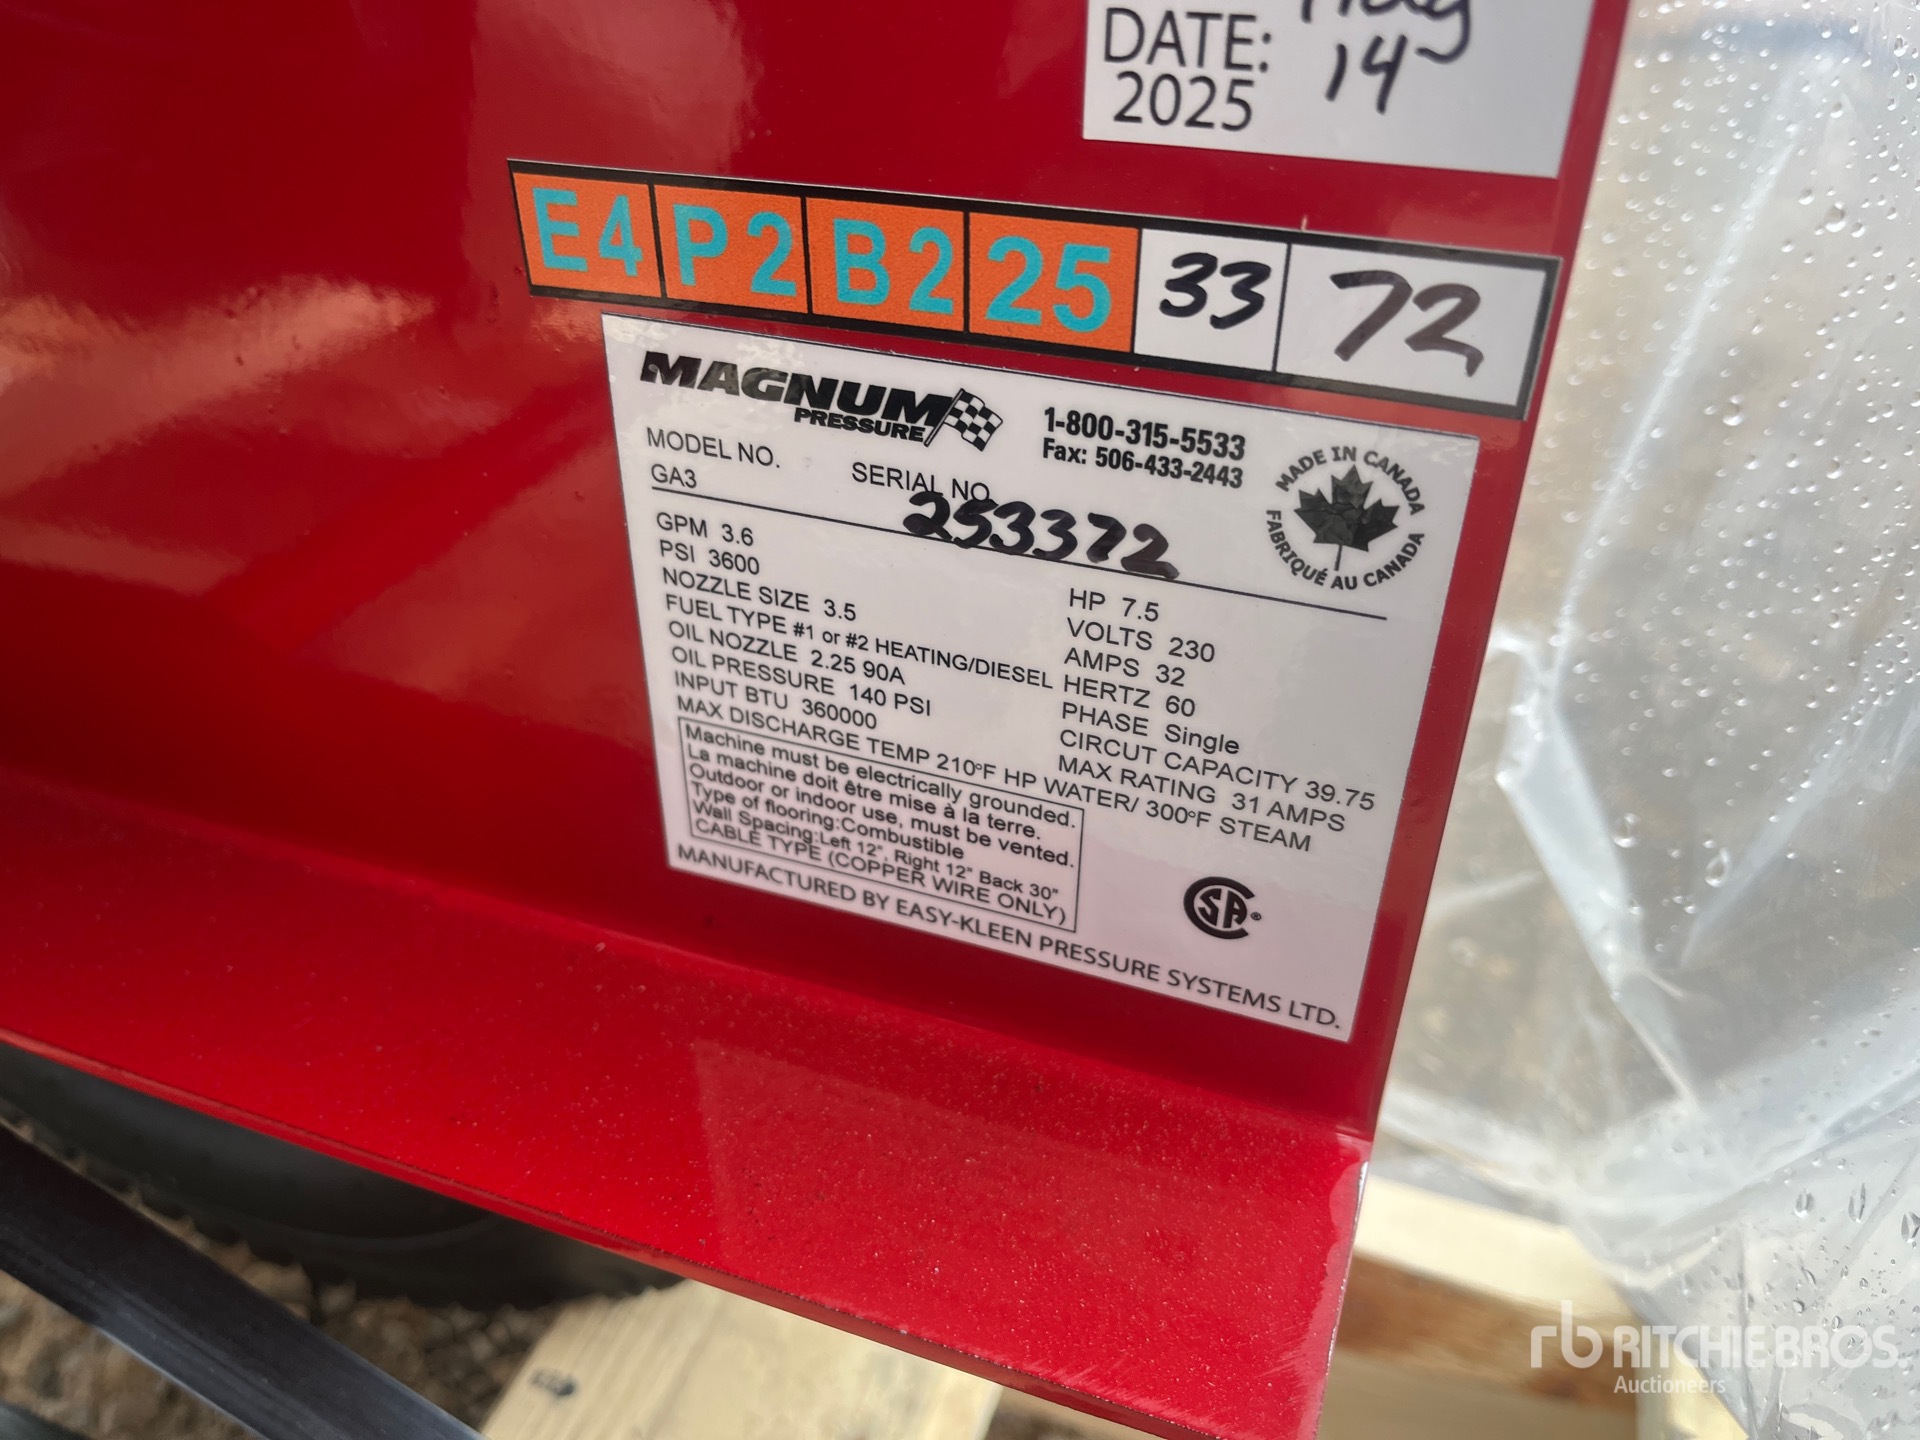 DATE:
2025
14
E4 P2 B2 25 33 72
MAGNUM
PRESSURE
1-800-315-5533
Fax: 506-433-2443
MADE IN CANADA
FABRIQUÉ AU CANADA
MODEL NO.
GA3
SERIAL NO.
253372
GPM 3.6
PSI 3600
NOZZLE SIZE 3.5
FUEL TYPE #1 or #2 HEATING/DIESEL
OIL NOZZLE 2.25 90A
OIL PRESSURE 140 PSI
INPUT BTU 360000
MAX DISCHARGE TEMP 210°F HP WATER/ 300°F STEAM
HP 7.5
VOLTS 230
AMPS 32
HERTZ 60
PHASE Single
CIRCUT CAPACITY 39.75
MAX RATING 31 AMPS
Machine must be electrically grounded.
La machine doit être mise à la terre.
Outdoor or indoor use, must be vented.
Type of flooring:Combustible
Wall Spacing:Left 12", Right 12" Back 30"
CABLE TYPE (COPPER WIRE ONLY)
CSA®
MANUFACTURED BY EASY-KLEEN PRESSURE SYSTEMS LTD.
rb RITCHIE BROS.
Auctioneers